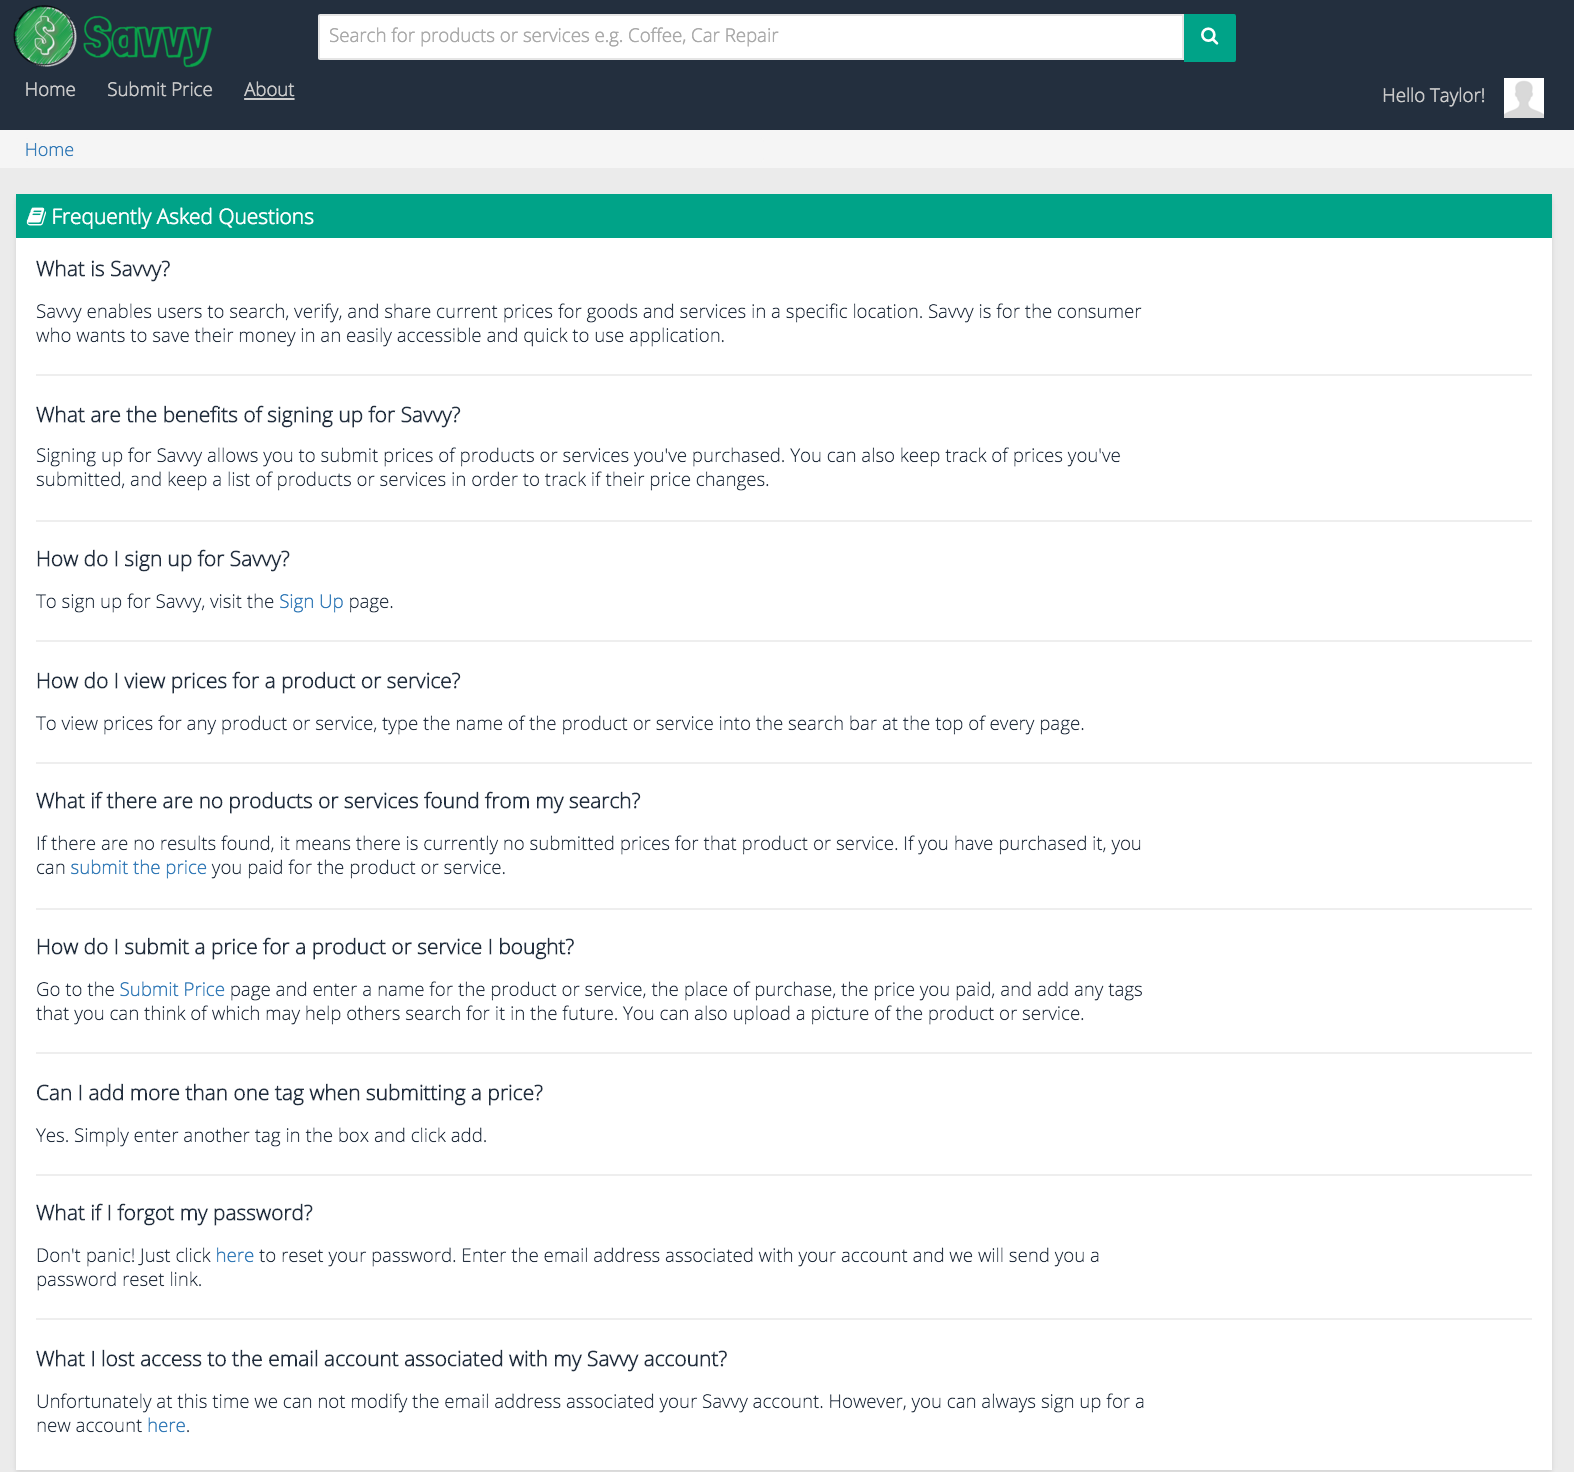 Savvy
Search for products or services e.g. Coffee, Car Repair
Home Submit Price About
Hello Taylor!
Home
Frequently Asked Questions
What is Savvy?
Savvy enables users to search, verify, and share current prices for goods and services in a specific location. Savvy is for the consumer
who wants to save their money in an easily accessible and quick to use application.
What are the benefits of signing up for Savvy?
Signing up for Savvy allows you to submit prices of products or services you've purchased. You can also keep track of prices you've
submitted, and keep a list of products or services in order to track if their price changes.
How do I sign up for Savvy?
To sign up for Savvy, visit the Sign Up page.
How do I view prices for a product or service?
To view prices for any product or service, type the name of the product or service into the search bar at the top of every page.
What if there are no products or services found from my search?
If there are no results found, it means there is currently no submitted prices for that product or service. If you have purchased it, you
can submit the price you paid for the product or service.
How do I submit a price for a product or service I bought?
Go to the Submit Price page and enter a name for the product or service, the place of purchase, the price you paid, and add any tags
that you can think of which may help others search for it in the future. You can also upload a picture of the product or service.
Can I add more than one tag when submitting a price?
Yes. Simply enter another tag in the box and click add.
What if I forgot my password?
Don't panic! Just click here to reset your password. Enter the email address associated with your account and we will send you a
password reset link.
What I lost access to the email account associated with my Savvy account?
Unfortunately at this time we can not modify the email address associated your Savvy account. However, you can always sign up for a
new account here.